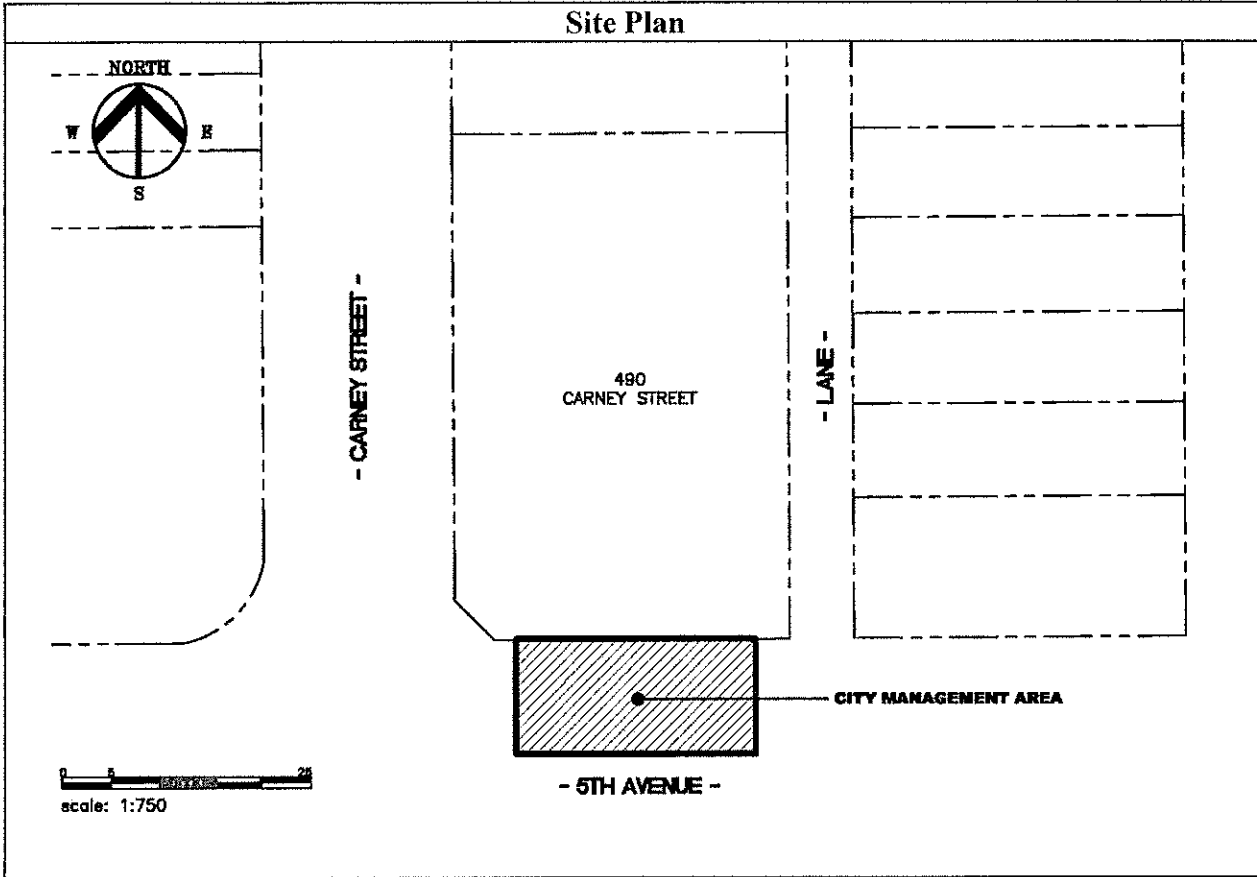 Site Plan
NORTH
W E
S
- CARNEY STREET -
490
CARNEY STREET
- LANE -
CITY MANAGEMENT AREA
- 5TH AVENUE -
0 5 25
scale: 1:750